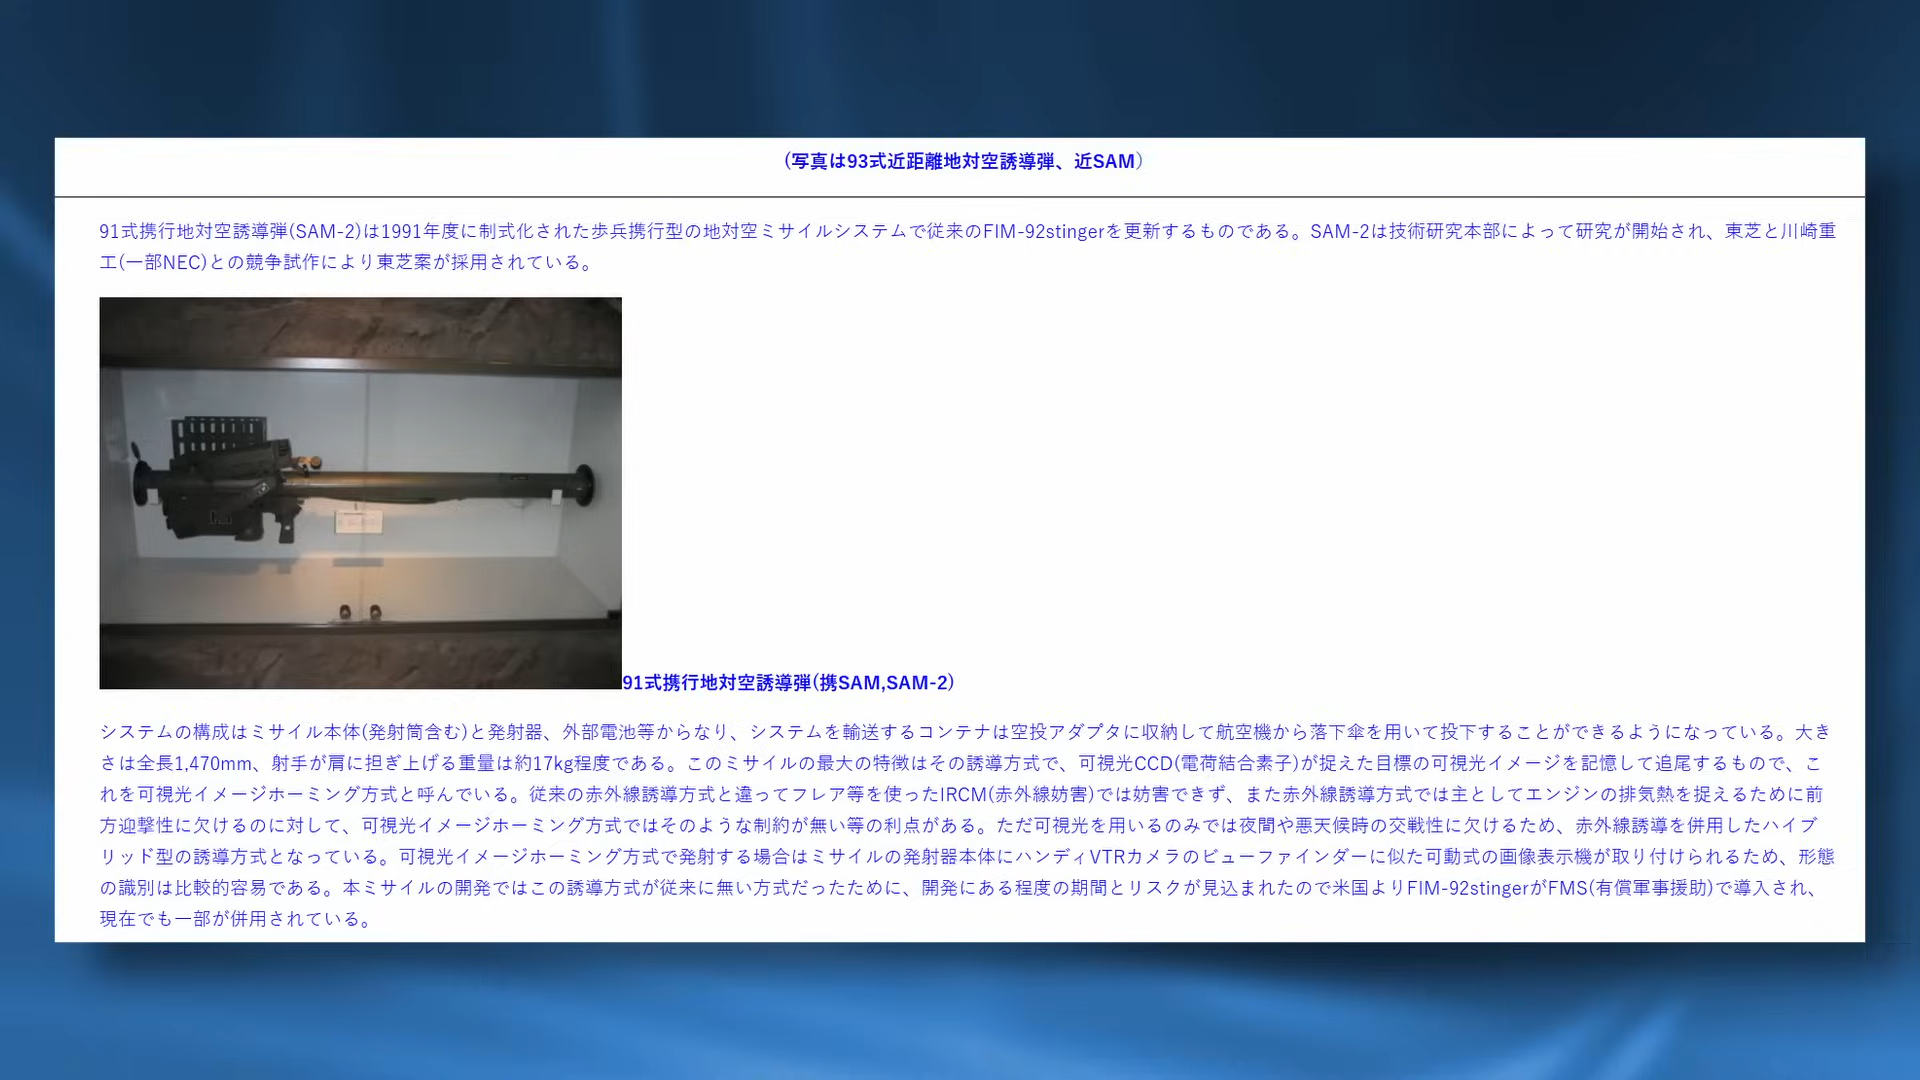 (写真は93式近距離地対空誘導弾、近SAM）
91式携行地対空誘導弾(SAM-2)は1991年度に制式化された歩兵携行型の地対空ミサイルシステムで従来のFIM-92stingerを更新するものである。SAM-2は技術研究本部によって研究が開始され、東芝と川崎重
工(一部NEC)との競争試作により東芝案が採用されている。
91式携行地対空誘導弾(携SAM,SAM-2)
システムの構成はミサイル本体(発射筒含む)と発射器、外部電池等からなり、システムを輸送するコンテナは空投アダプタに収納して航空機から落下傘を用いて投下することができるようになっている。大き
さは全長1,470mm、射手が肩に担ぎ上げる重量は約17kg程度である。このミサイルの最大の特徴はその誘導方式で、可視光CCD(電荷結合素子)が捉えた目標の可視光イメージを記憶して追尾するもので、こ
れを可視光イメージホーミング方式と呼んでいる。従来の赤外線誘導方式と違ってフレア等を使ったIRCM(赤外線妨害)では妨害できず、また赤外線誘導方式では主としてエンジンの排気熱を捉えるために前
方迎撃性に欠けるのに対して、可視光イメージホーミング方式ではそのような制約が無い等の利点がある。ただ可視光を用いるのみでは夜間や悪天候時の交戦性に欠けるため、赤外線誘導を併用したハイブ
リッド型の誘導方式となっている。可視光イメージホーミング方式で発射する場合はミサイルの発射器本体にハンディVTRカメラのビューファインダーに似た可動式の画像表示機が取り付けられるため、形態
の識別は比較的容易である。本ミサイルの開発ではこの誘導方式が従来に無い方式だったために、開発にある程度の期間とリスクが見込まれたので米国よりFIM-92stingerがFMS(有償軍事援助)で導入され、
現在でも一部が併用されている。